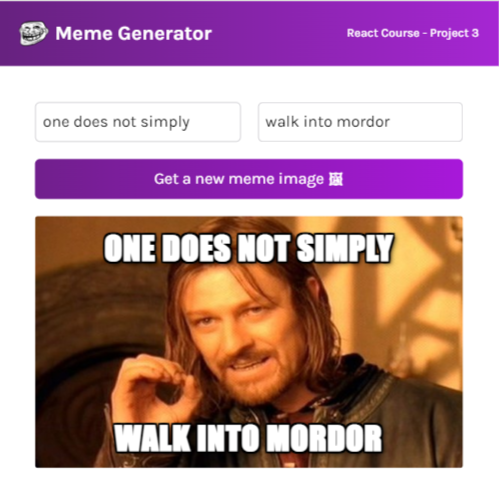 Meme Generator
React Course - Project 3
one does not simply
walk into mordor
Get a new meme image 🖼
ONE DOES NOT SIMPLY
WALK INTO MORDOR